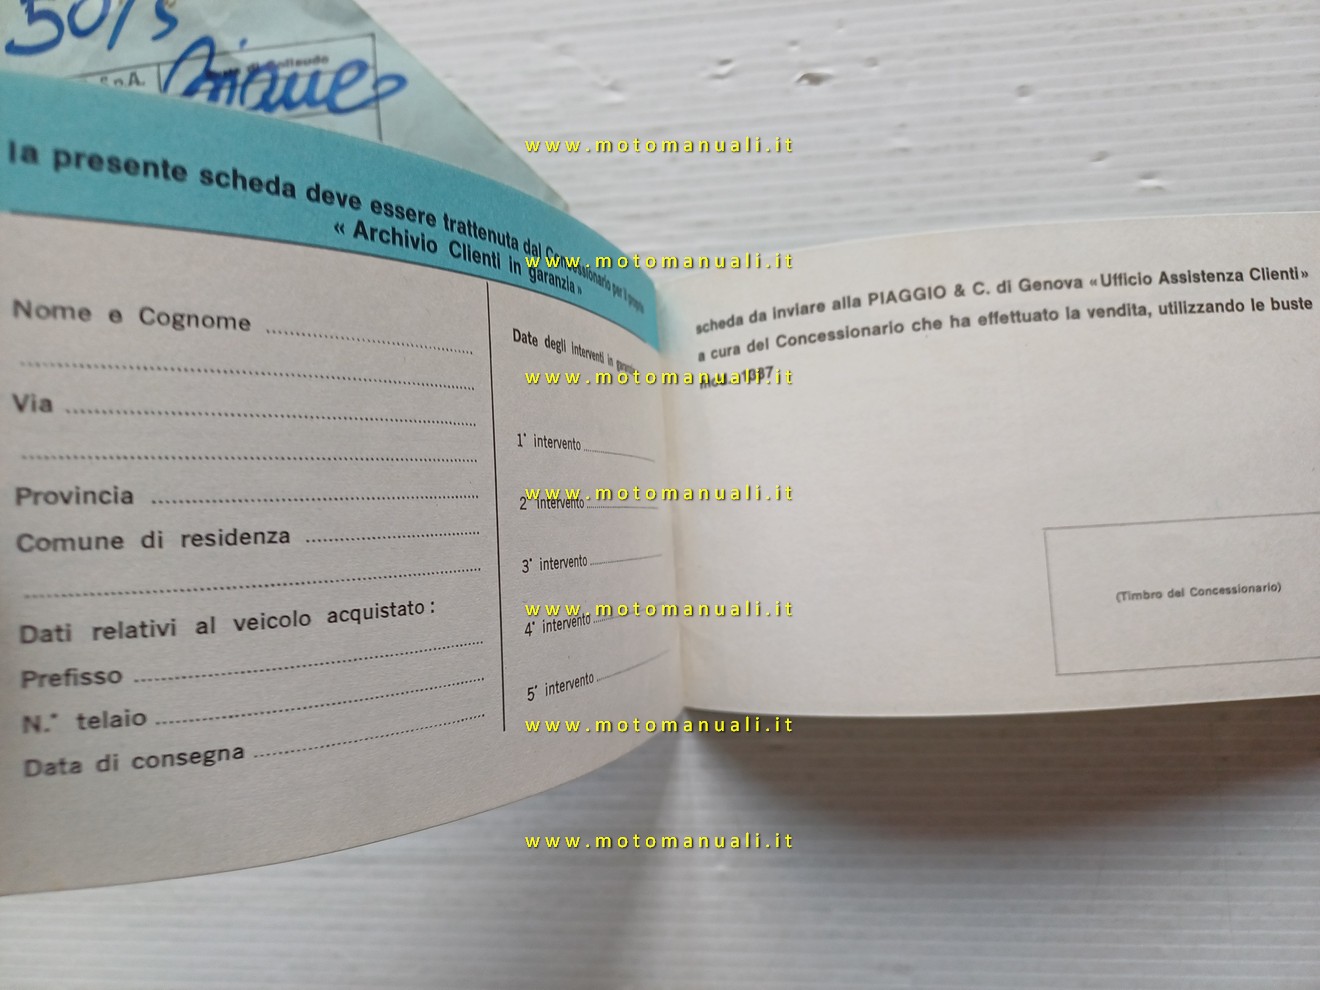 50/5
S.p.A.
Collaudo
la presente scheda deve essere trattenuta dal Concessionario per il proprio
« Archivio Clienti in garanzia »
Nome e Cognome
Via
Provincia
Comune di residenza
Dati relativi al veicolo acquistato :
Prefisso
N.° telaio
Data di consegna
Date degli interventi in
1° intervento
2° intervento
3° intervento
4° intervento
5° intervento
scheda da inviare alla PIAGGIO & C. di Genova «Ufficio Assistenza Clienti»
a cura del Concessionario che ha effettuato la vendita, utilizzando le buste
(Timbro del Concessionario)
www.motomanuali.it
www.motomanuali.it
www.motomanuali.it
www.motomanuali.it
www.motomanuali.it
www.motomanuali.it
www.motomanuali.it